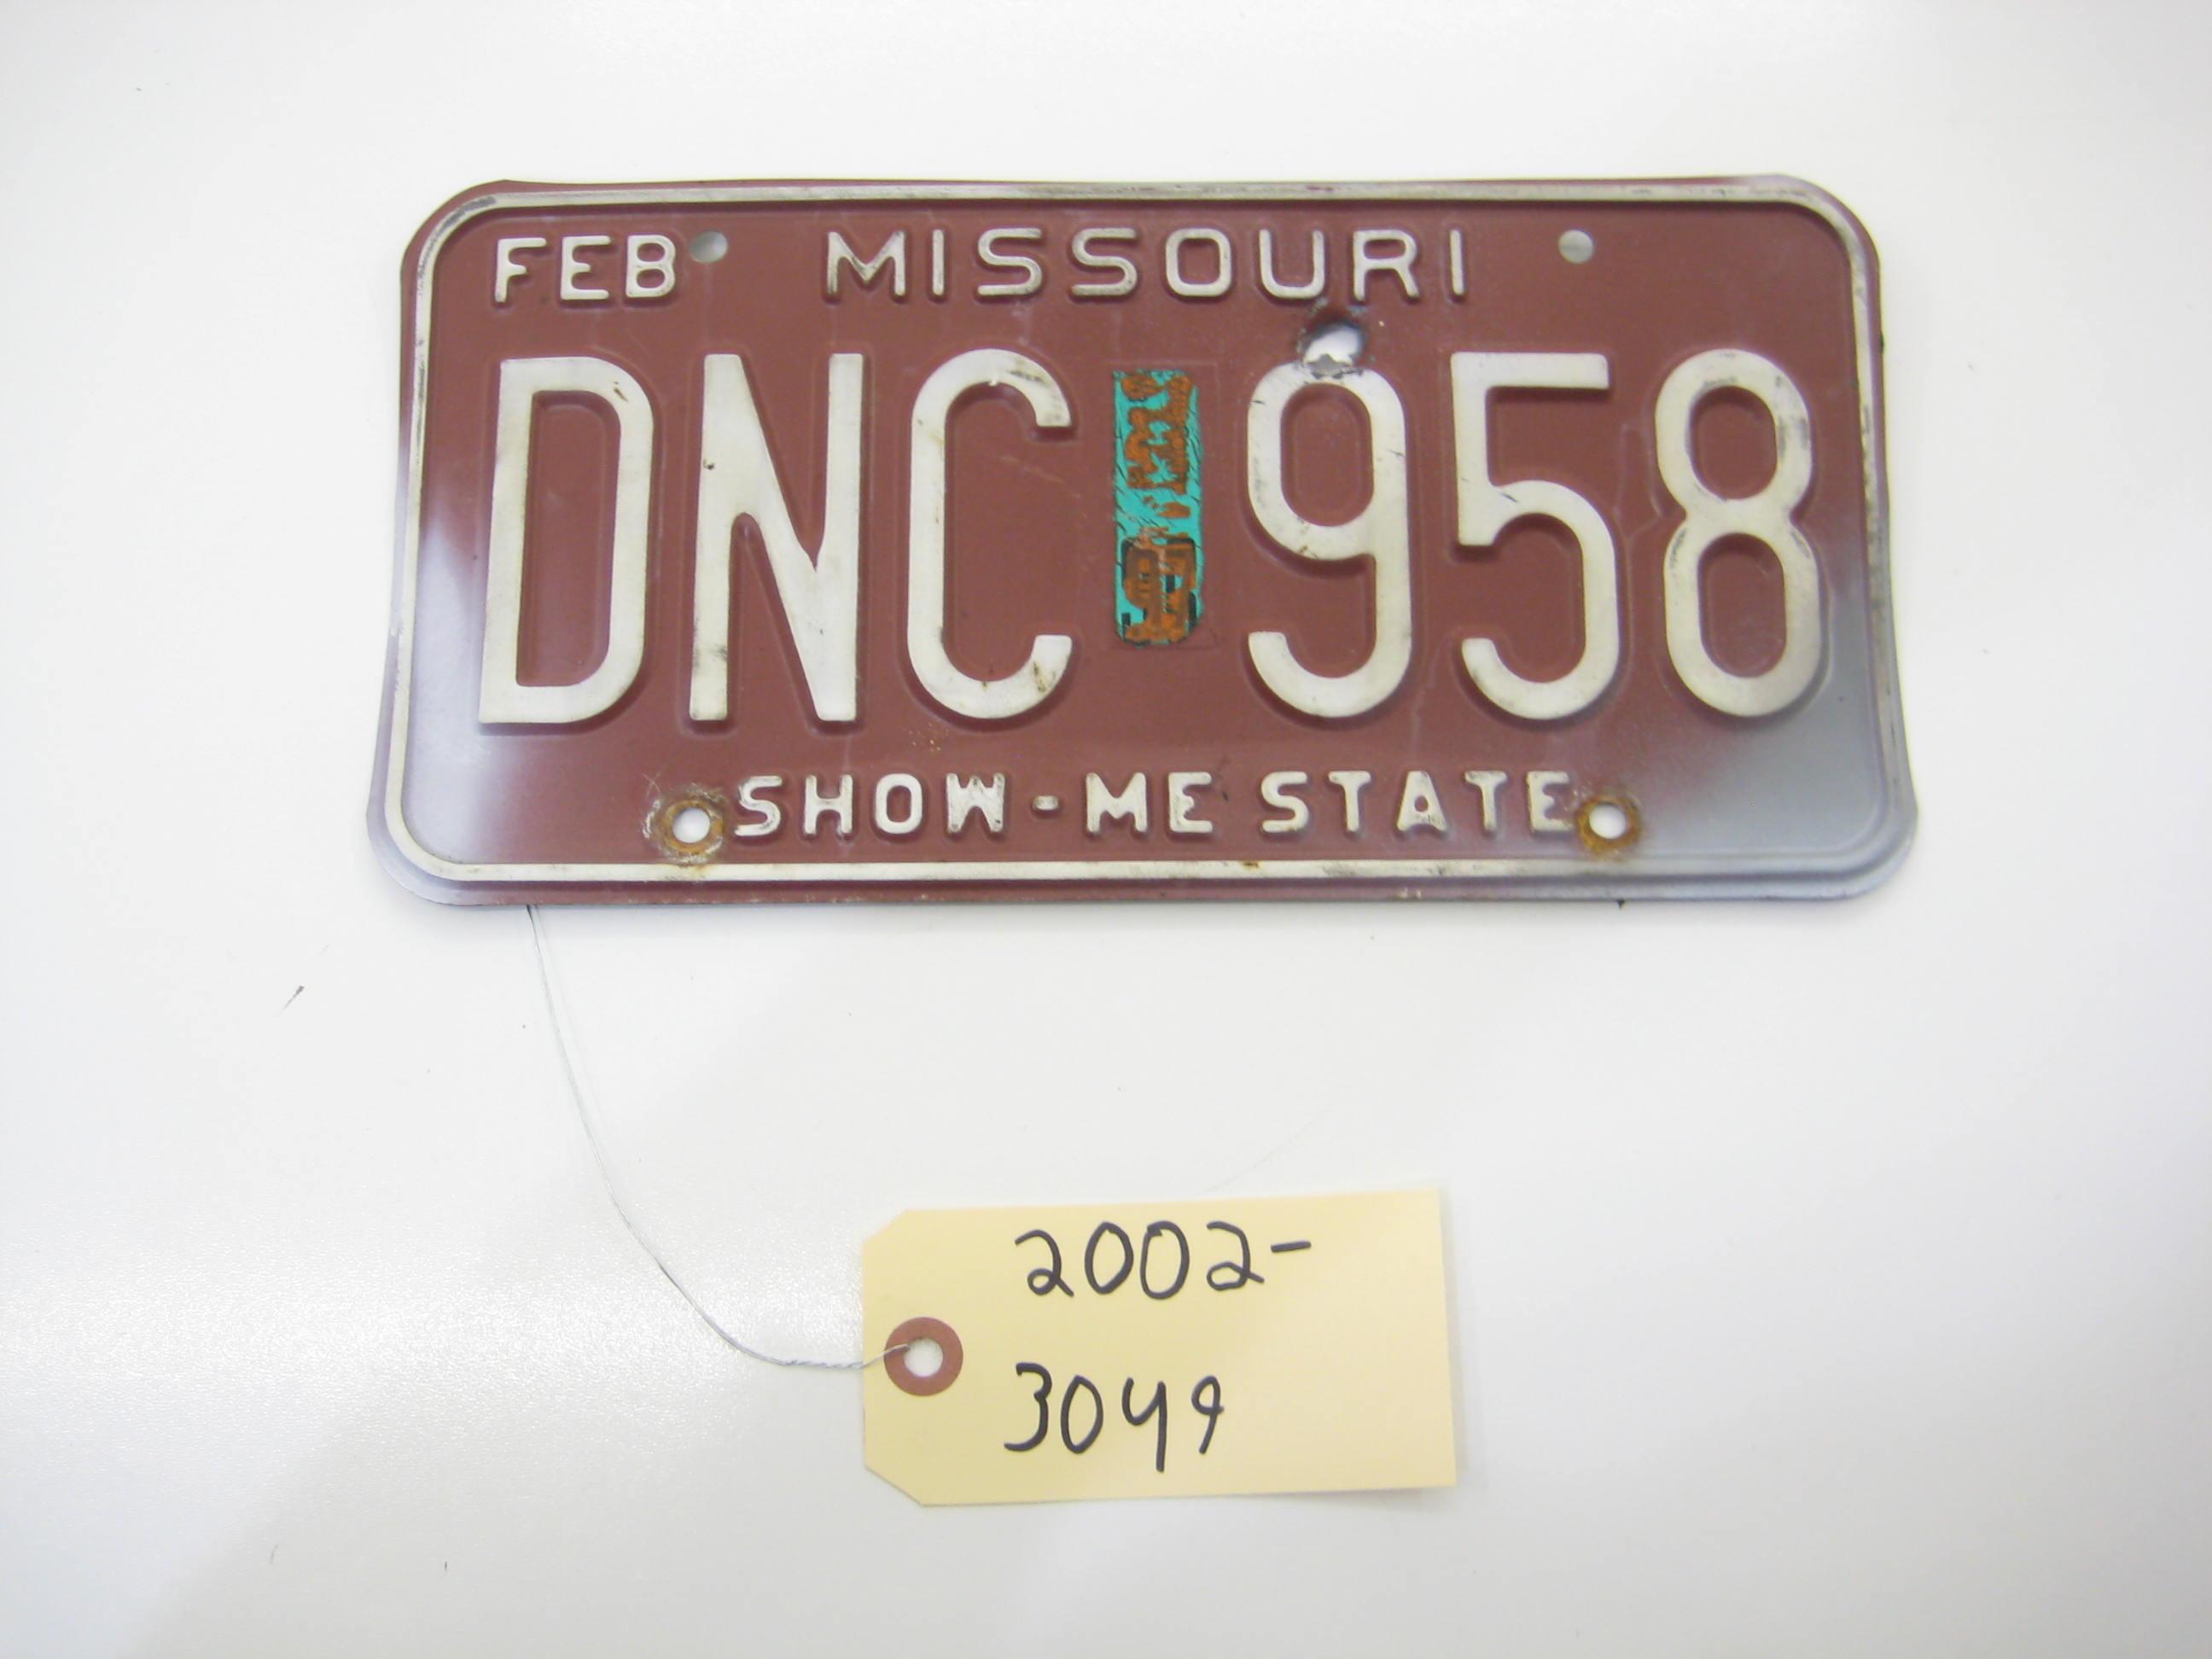 FEB MISSOURI
DNC 958
SHOW-ME STATE
2002-
3049